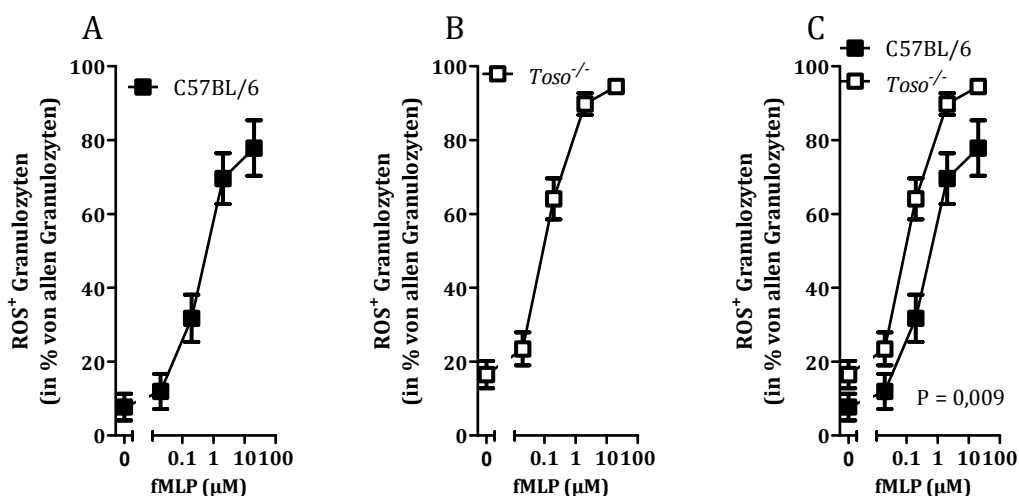 A
C57BL/6
ROS+ Granulozyten
(in % von allen Granulozyten)
100
80
60
40
20
0
0 0.1 1 10 100
fMLP (µM)
B
Toso-/-
ROS+ Granulozyten
(in % von allen Granulozyten)
100
80
60
40
20
0
0 0.1 1 10 100
fMLP (µM)
C
C57BL/6
Toso-/-
ROS+ Granulozyten
(in % von allen Granulozyten)
100
80
60
40
20
0
P = 0,009
0 0.1 1 10 100
fMLP (µM)